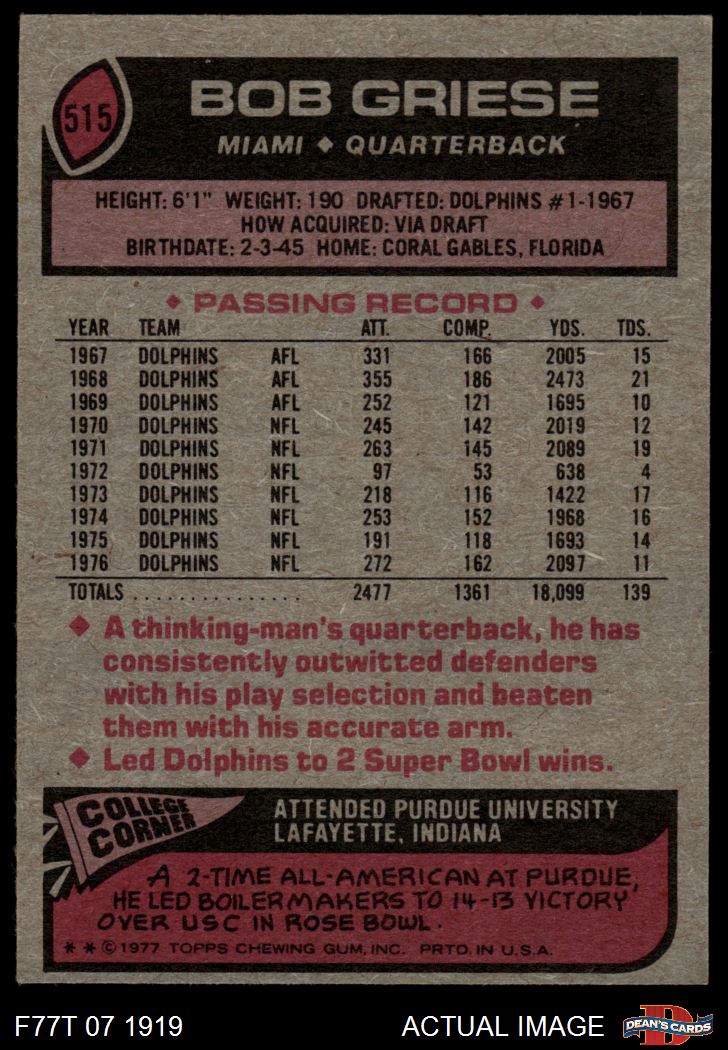 515
BOB GRIESE
MIAMI ◆ QUARTERBACK
HEIGHT: 6'1" WEIGHT: 190 DRAFTED: DOLPHINS #1-1967
HOW ACQUIRED: VIA DRAFT
BIRTHDATE: 2-3-45 HOME: CORAL GABLES, FLORIDA
◆ PASSING RECORD ◆
YEAR TEAM ATT. COMP. YDS. TDS.
1967 DOLPHINS AFL 331 166 2005 15
1968 DOLPHINS AFL 355 186 2473 21
1969 DOLPHINS AFL 252 121 1695 10
1970 DOLPHINS NFL 245 142 2019 12
1971 DOLPHINS NFL 263 145 2089 19
1972 DOLPHINS NFL 97 53 638 4
1973 DOLPHINS NFL 218 116 1422 17
1974 DOLPHINS NFL 253 152 1968 16
1975 DOLPHINS NFL 191 118 1693 14
1976 DOLPHINS NFL 272 162 2097 11
TOTALS ................ 2477 1361 18,099 139
◆ A thinking-man's quarterback, he has
consistently outwitted defenders
with his play selection and beaten
them with his accurate arm.
◆ Led Dolphins to 2 Super Bowl wins.
COLLEGE
CORNER
ATTENDED PURDUE UNIVERSITY
LAFAYETTE, INDIANA
A 2-TIME ALL-AMERICAN AT PURDUE,
HE LED BOILERMAKERS TO 14-13 VICTORY
OVER USC IN ROSE BOWL.
* * © 1977 TOPPS CHEWING GUM, INC. PRTD. IN U.S.A.
F77T 07 1919 ACTUAL IMAGE
D
DEAN'S CARDS